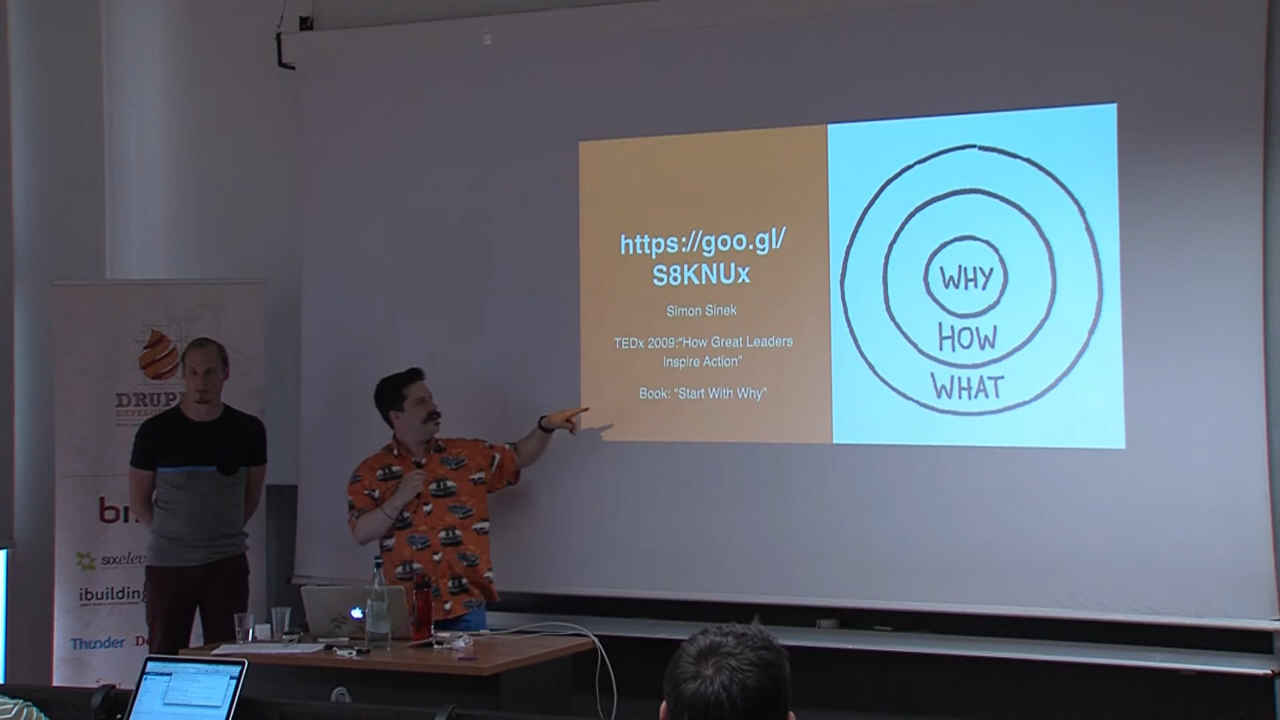 https://goo.gl/
S8KNUx
Simon Sinek
TEDx 2009:"How Great Leaders
Inspire Action"
Book: "Start With Why"
WHY
HOW
WHAT
ibuilding
Thunder